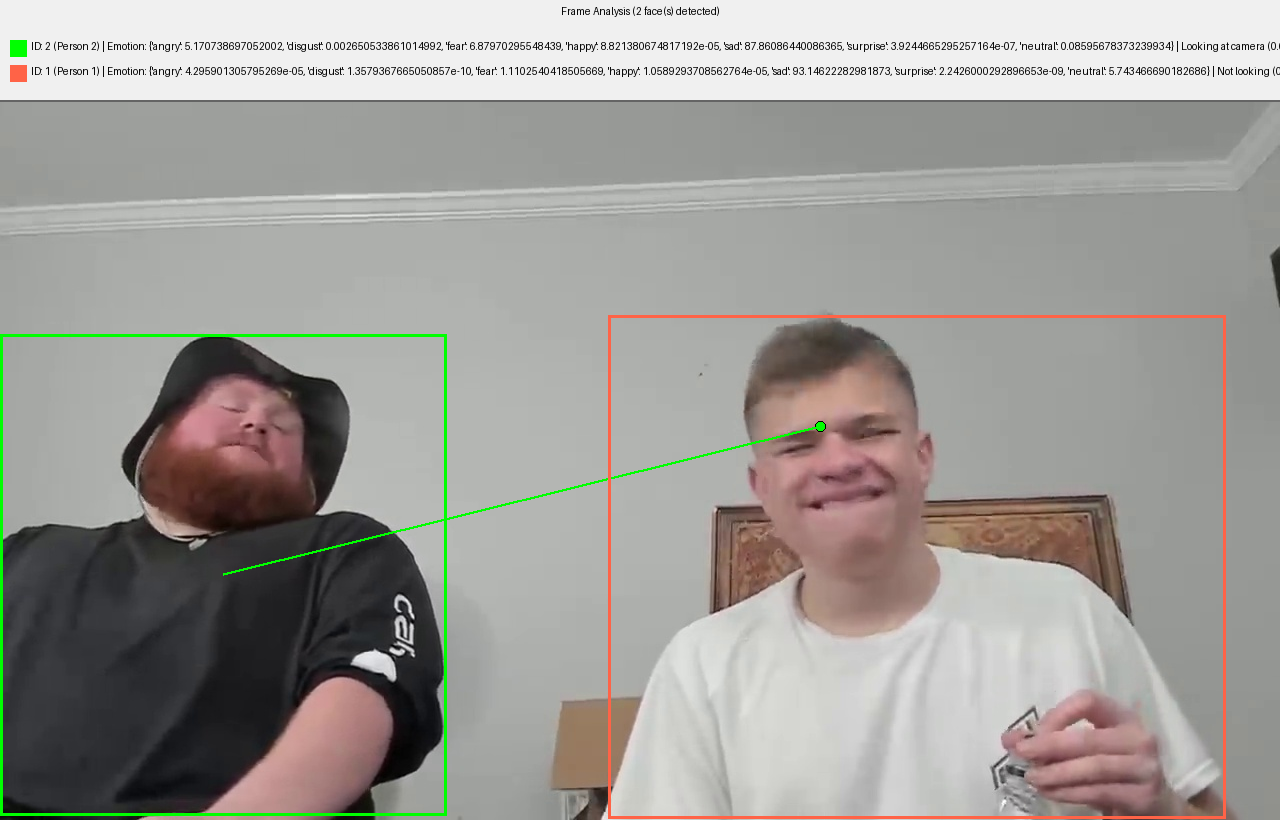 Frame Analysis (2 face(s) detected)
ID: 2 (Person 2) | Emotion: {'angry': 5.170738697052002, 'disgust': 0.002650533861014992, 'fear': 6.87970295548439, 'happy': 8.821380674817192e-05, 'sad': 87.86086440086365, 'surprise': 3.9244665295257164e-07, 'neutral': 0.08595678373239934} | Looking at camera (0.
ID: 1 (Person 1) | Emotion: {'angry': 4.295901305795269e-05, 'disgust': 1.3579367665050857e-10, 'fear': 1.1102540418505669, 'happy': 1.0589293708562764e-05, 'sad': 93.14622282981873, 'surprise': 2.2426000292896653e-09, 'neutral': 5.743466690182686} | Not looking (0